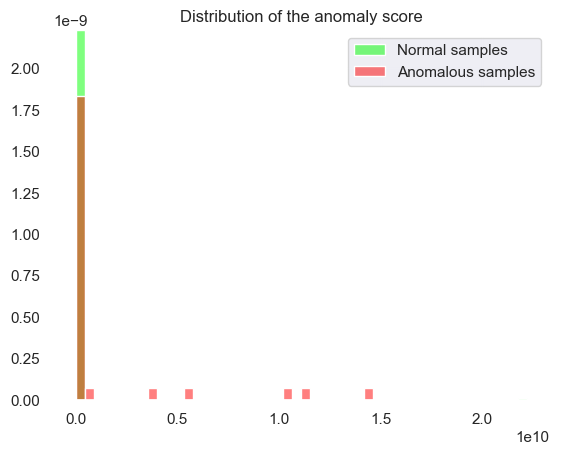 Distribution of the anomaly score
1e−9
Normal samples
Anomalous samples
2.00
1.75
1.50
1.25
1.00
0.75
0.50
0.25
0.00
0.0 0.5 1.0 1.5 2.0
1e10